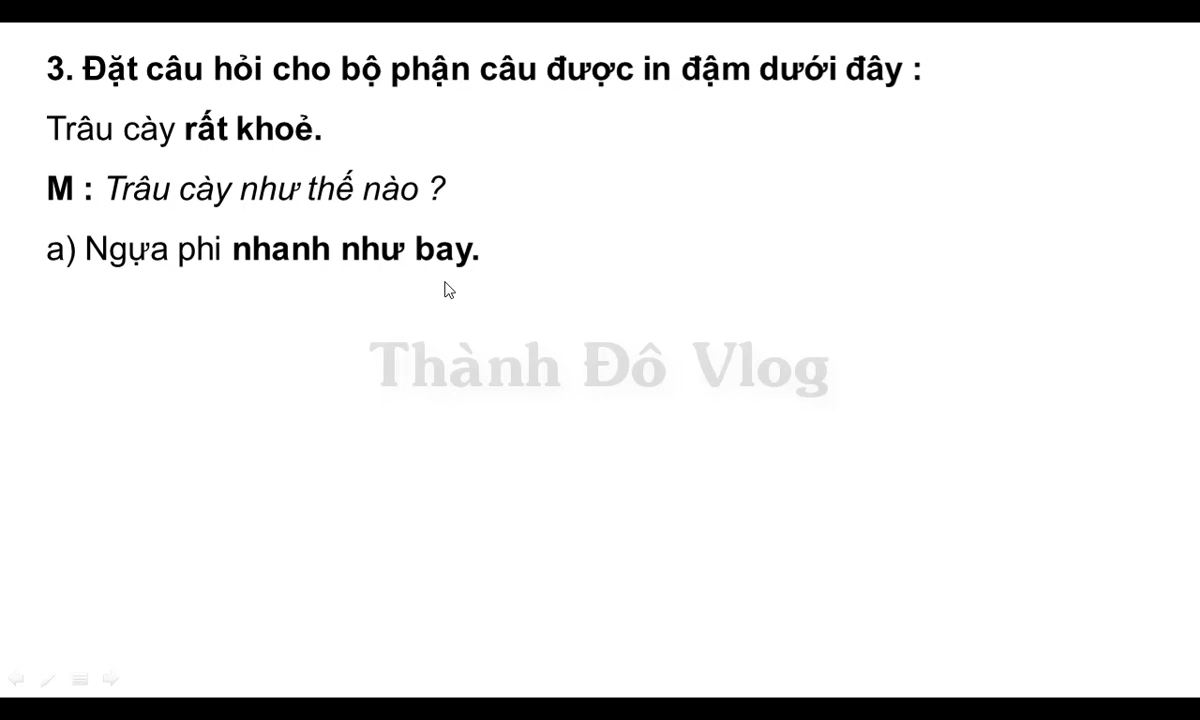 3. Đặt câu hỏi cho bộ phận câu được in đậm dưới đây :
Trâu cày rất khoẻ.
M : Trâu cày như thế nào ?
a) Ngựa phi nhanh như bay.
Thành Đô Vlog